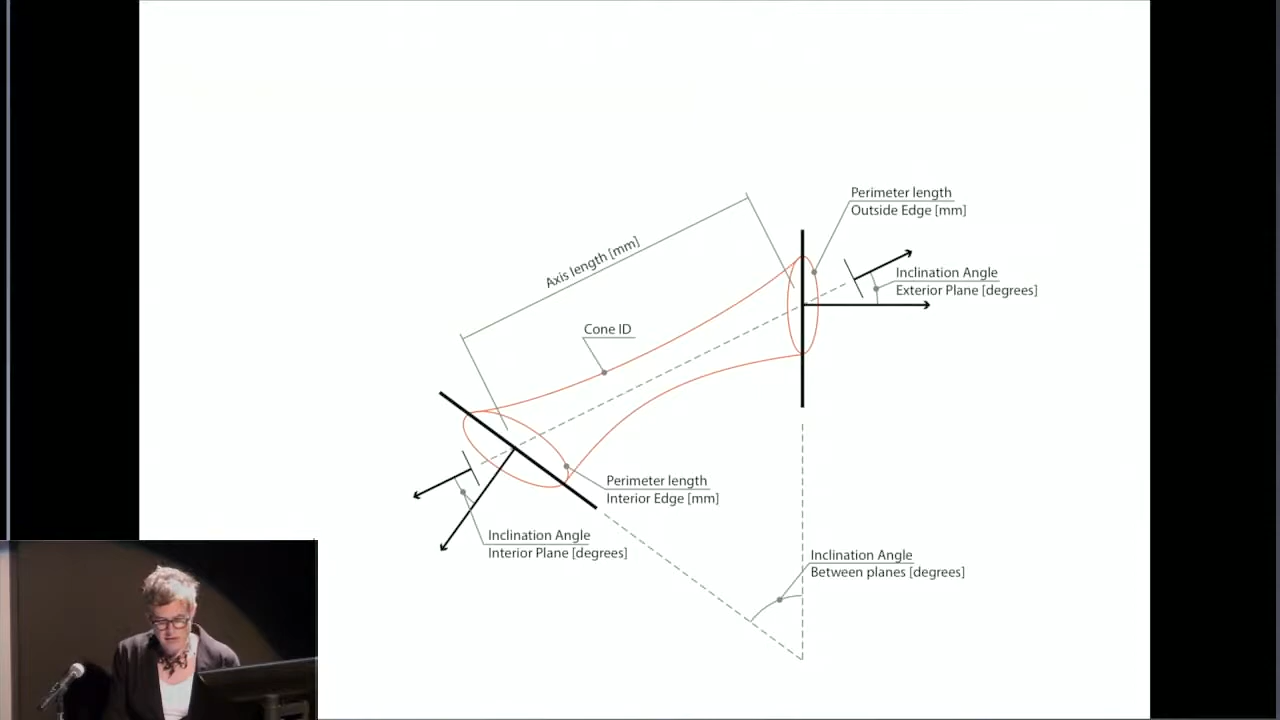 Perimeter length
Outside Edge [mm]
Axis length [mm]
Inclination Angle
Exterior Plane [degrees]
Cone ID
Perimeter length
Interior Edge [mm]
Inclination Angle
Interior Plane [degrees]
Inclination Angle
Between planes [degrees]